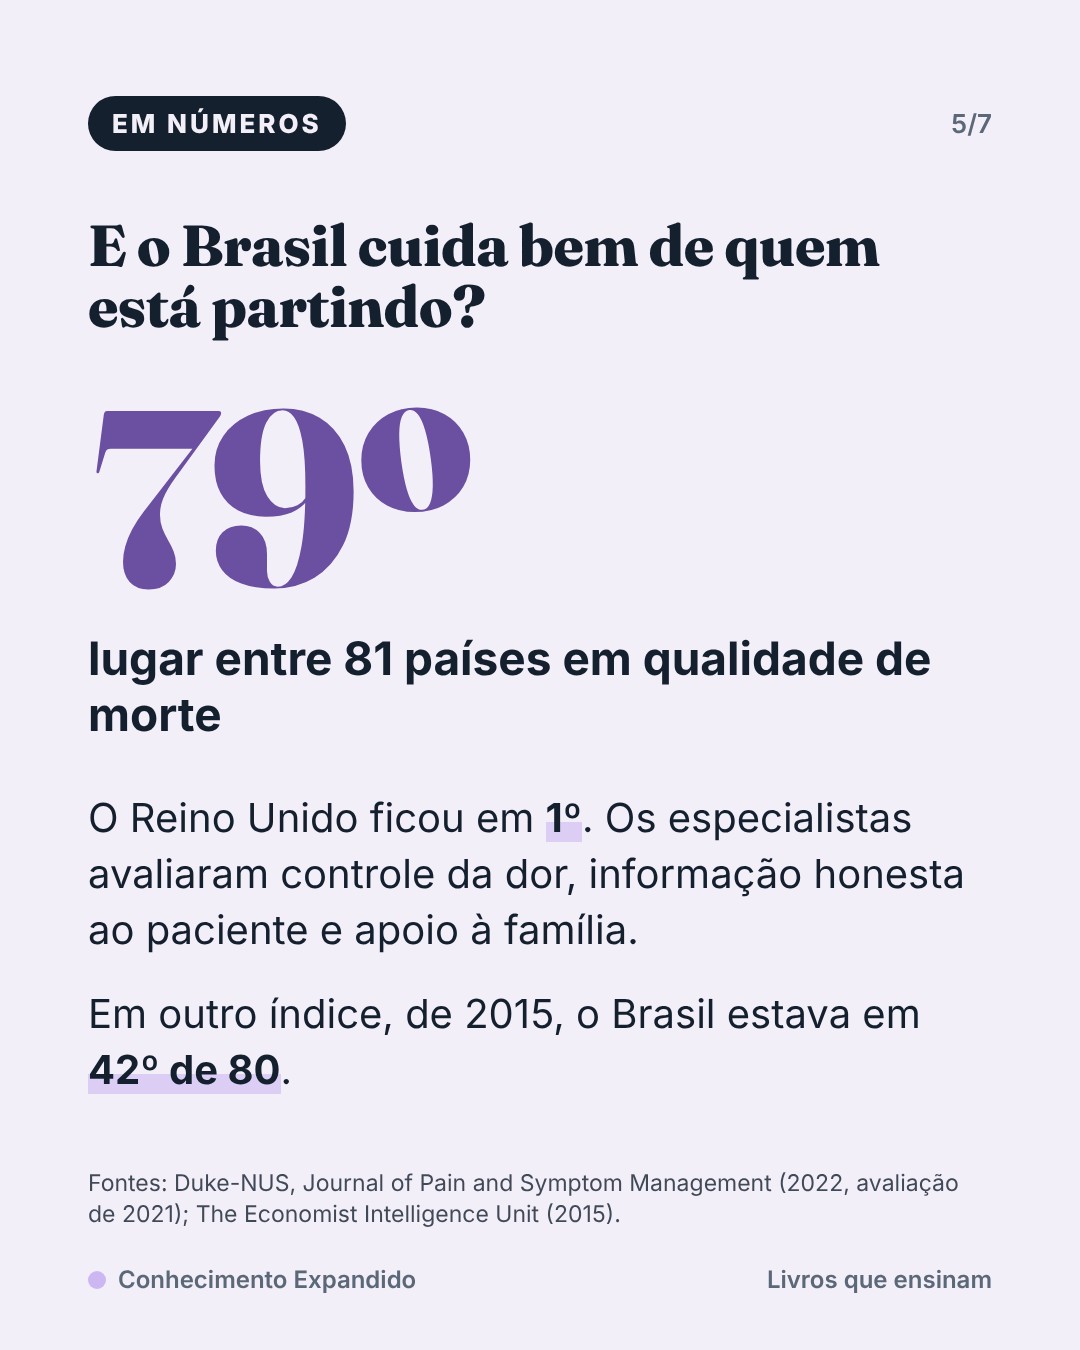 EM NÚMEROS
5/7
E o Brasil cuida bem de quem
está partindo?
79º
lugar entre 81 países em qualidade de
morte
O Reino Unido ficou em 1º. Os especialistas
avaliaram controle da dor, informação honesta
ao paciente e apoio à família.
Em outro índice, de 2015, o Brasil estava em
42º de 80.
Fontes: Duke-NUS, Journal of Pain and Symptom Management (2022, avaliação
de 2021); The Economist Intelligence Unit (2015).
Conhecimento Expandido
Livros que ensinam